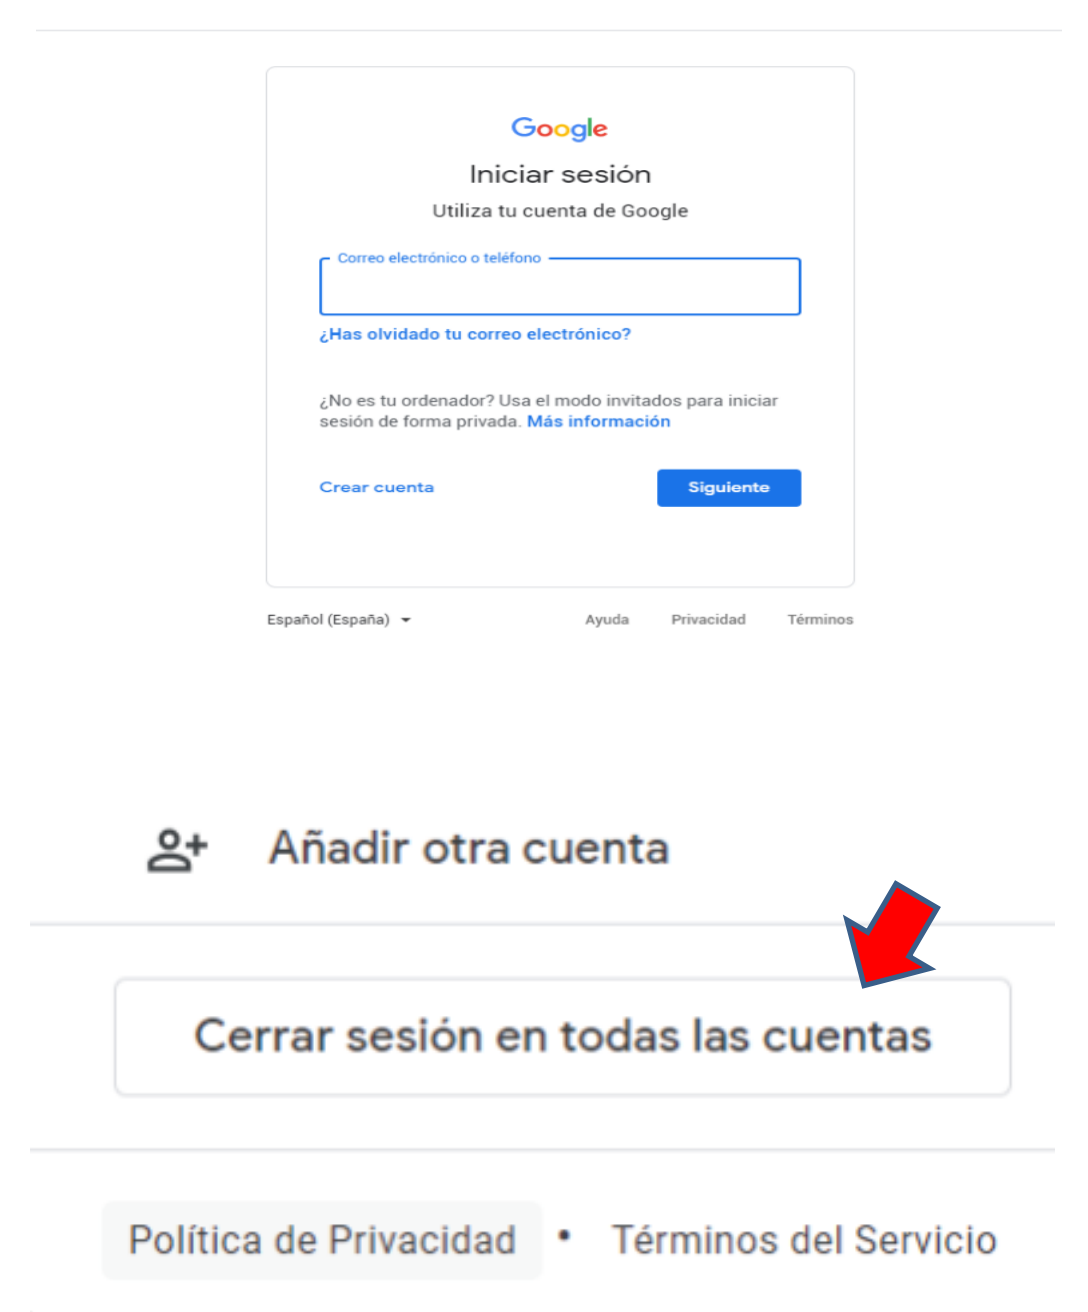 Google
Iniciar sesión
Utiliza tu cuenta de Google
Correo electrónico o teléfono
¿Has olvidado tu correo electrónico?
¿No es tu ordenador? Usa el modo invitados para iniciar
sesión de forma privada. Más información
Crear cuenta Siguiente
Español (España) Ayuda Privacidad Términos
Añadir otra cuenta
Cerrar sesión en todas las cuentas
Política de Privacidad • Términos del Servicio